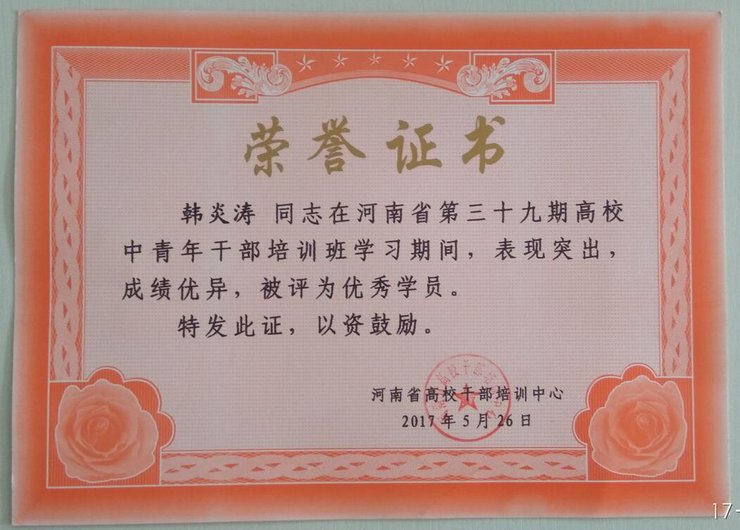 荣誉证书
韩炎涛 同志在河南省第三十九期高校
中青年干部培训班学习期间，表现突出，
成绩优异，被评为优秀学员。
特发此证，以资鼓励。
河南省高校干部培训中心
2017年5月26日
17-